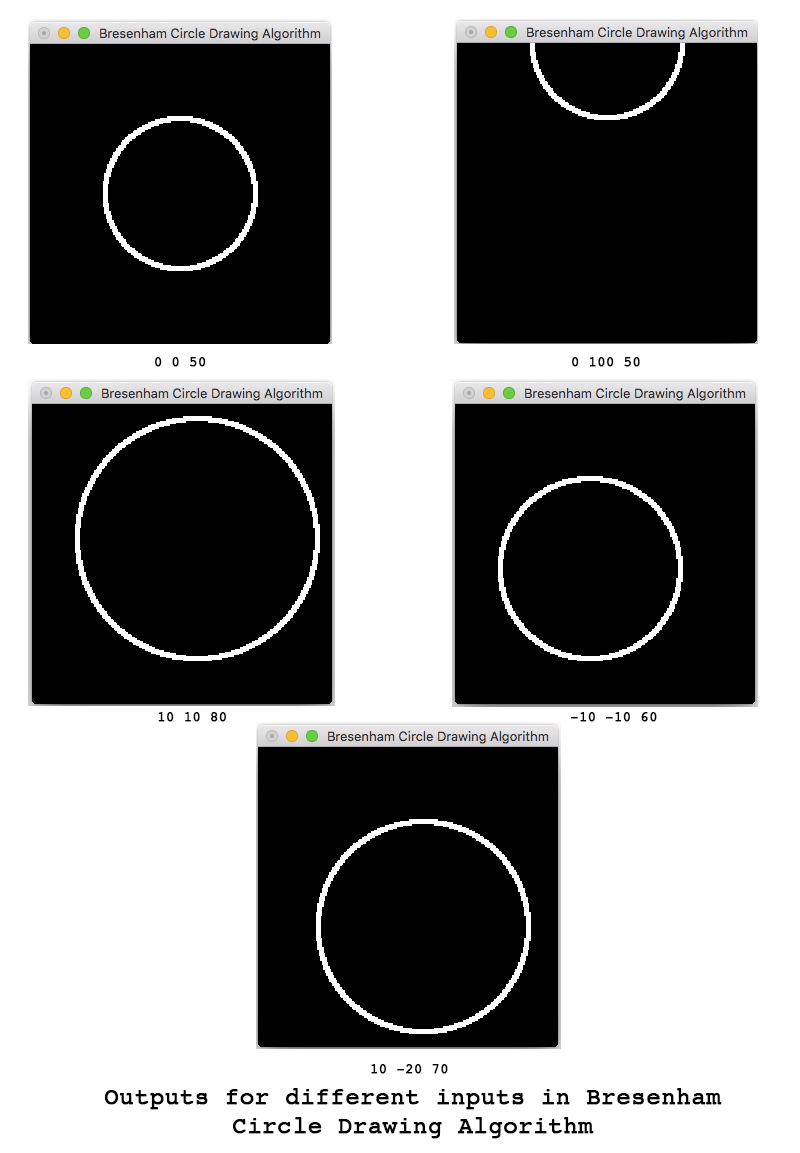 Bresenham Circle Drawing Algorithm
Bresenham Circle Drawing Algorithm
0 0 50
0 100 50
Bresenham Circle Drawing Algorithm
Bresenham Circle Drawing Algorithm
10 10 80
-10 -10 60
Bresenham Circle Drawing Algorithm
10 -20 70
Outputs for different inputs in Bresenham
Circle Drawing Algorithm